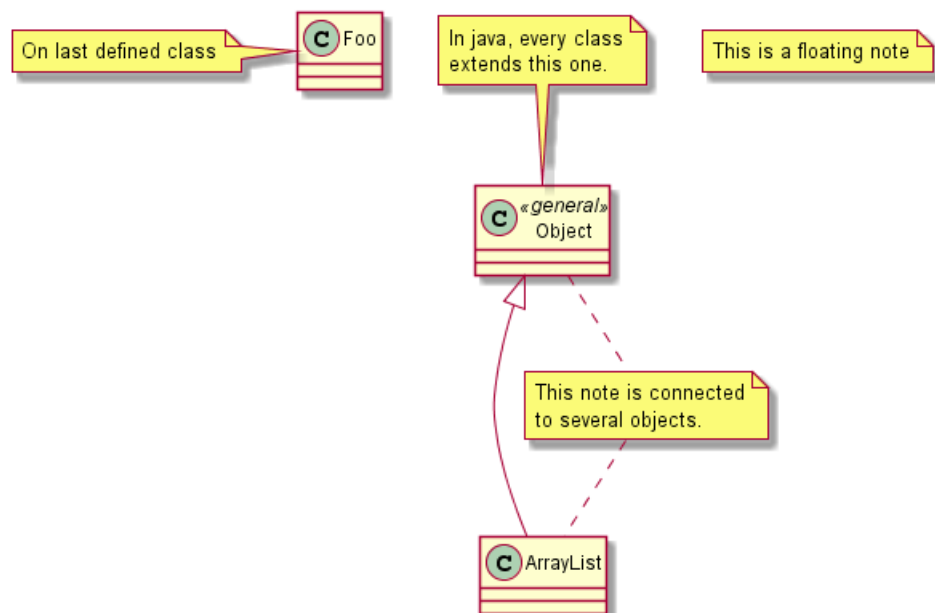 On last defined class
C Foo
In java, every class
extends this one.
This is a floating note
C «general»
Object
This note is connected
to several objects.
C ArrayList